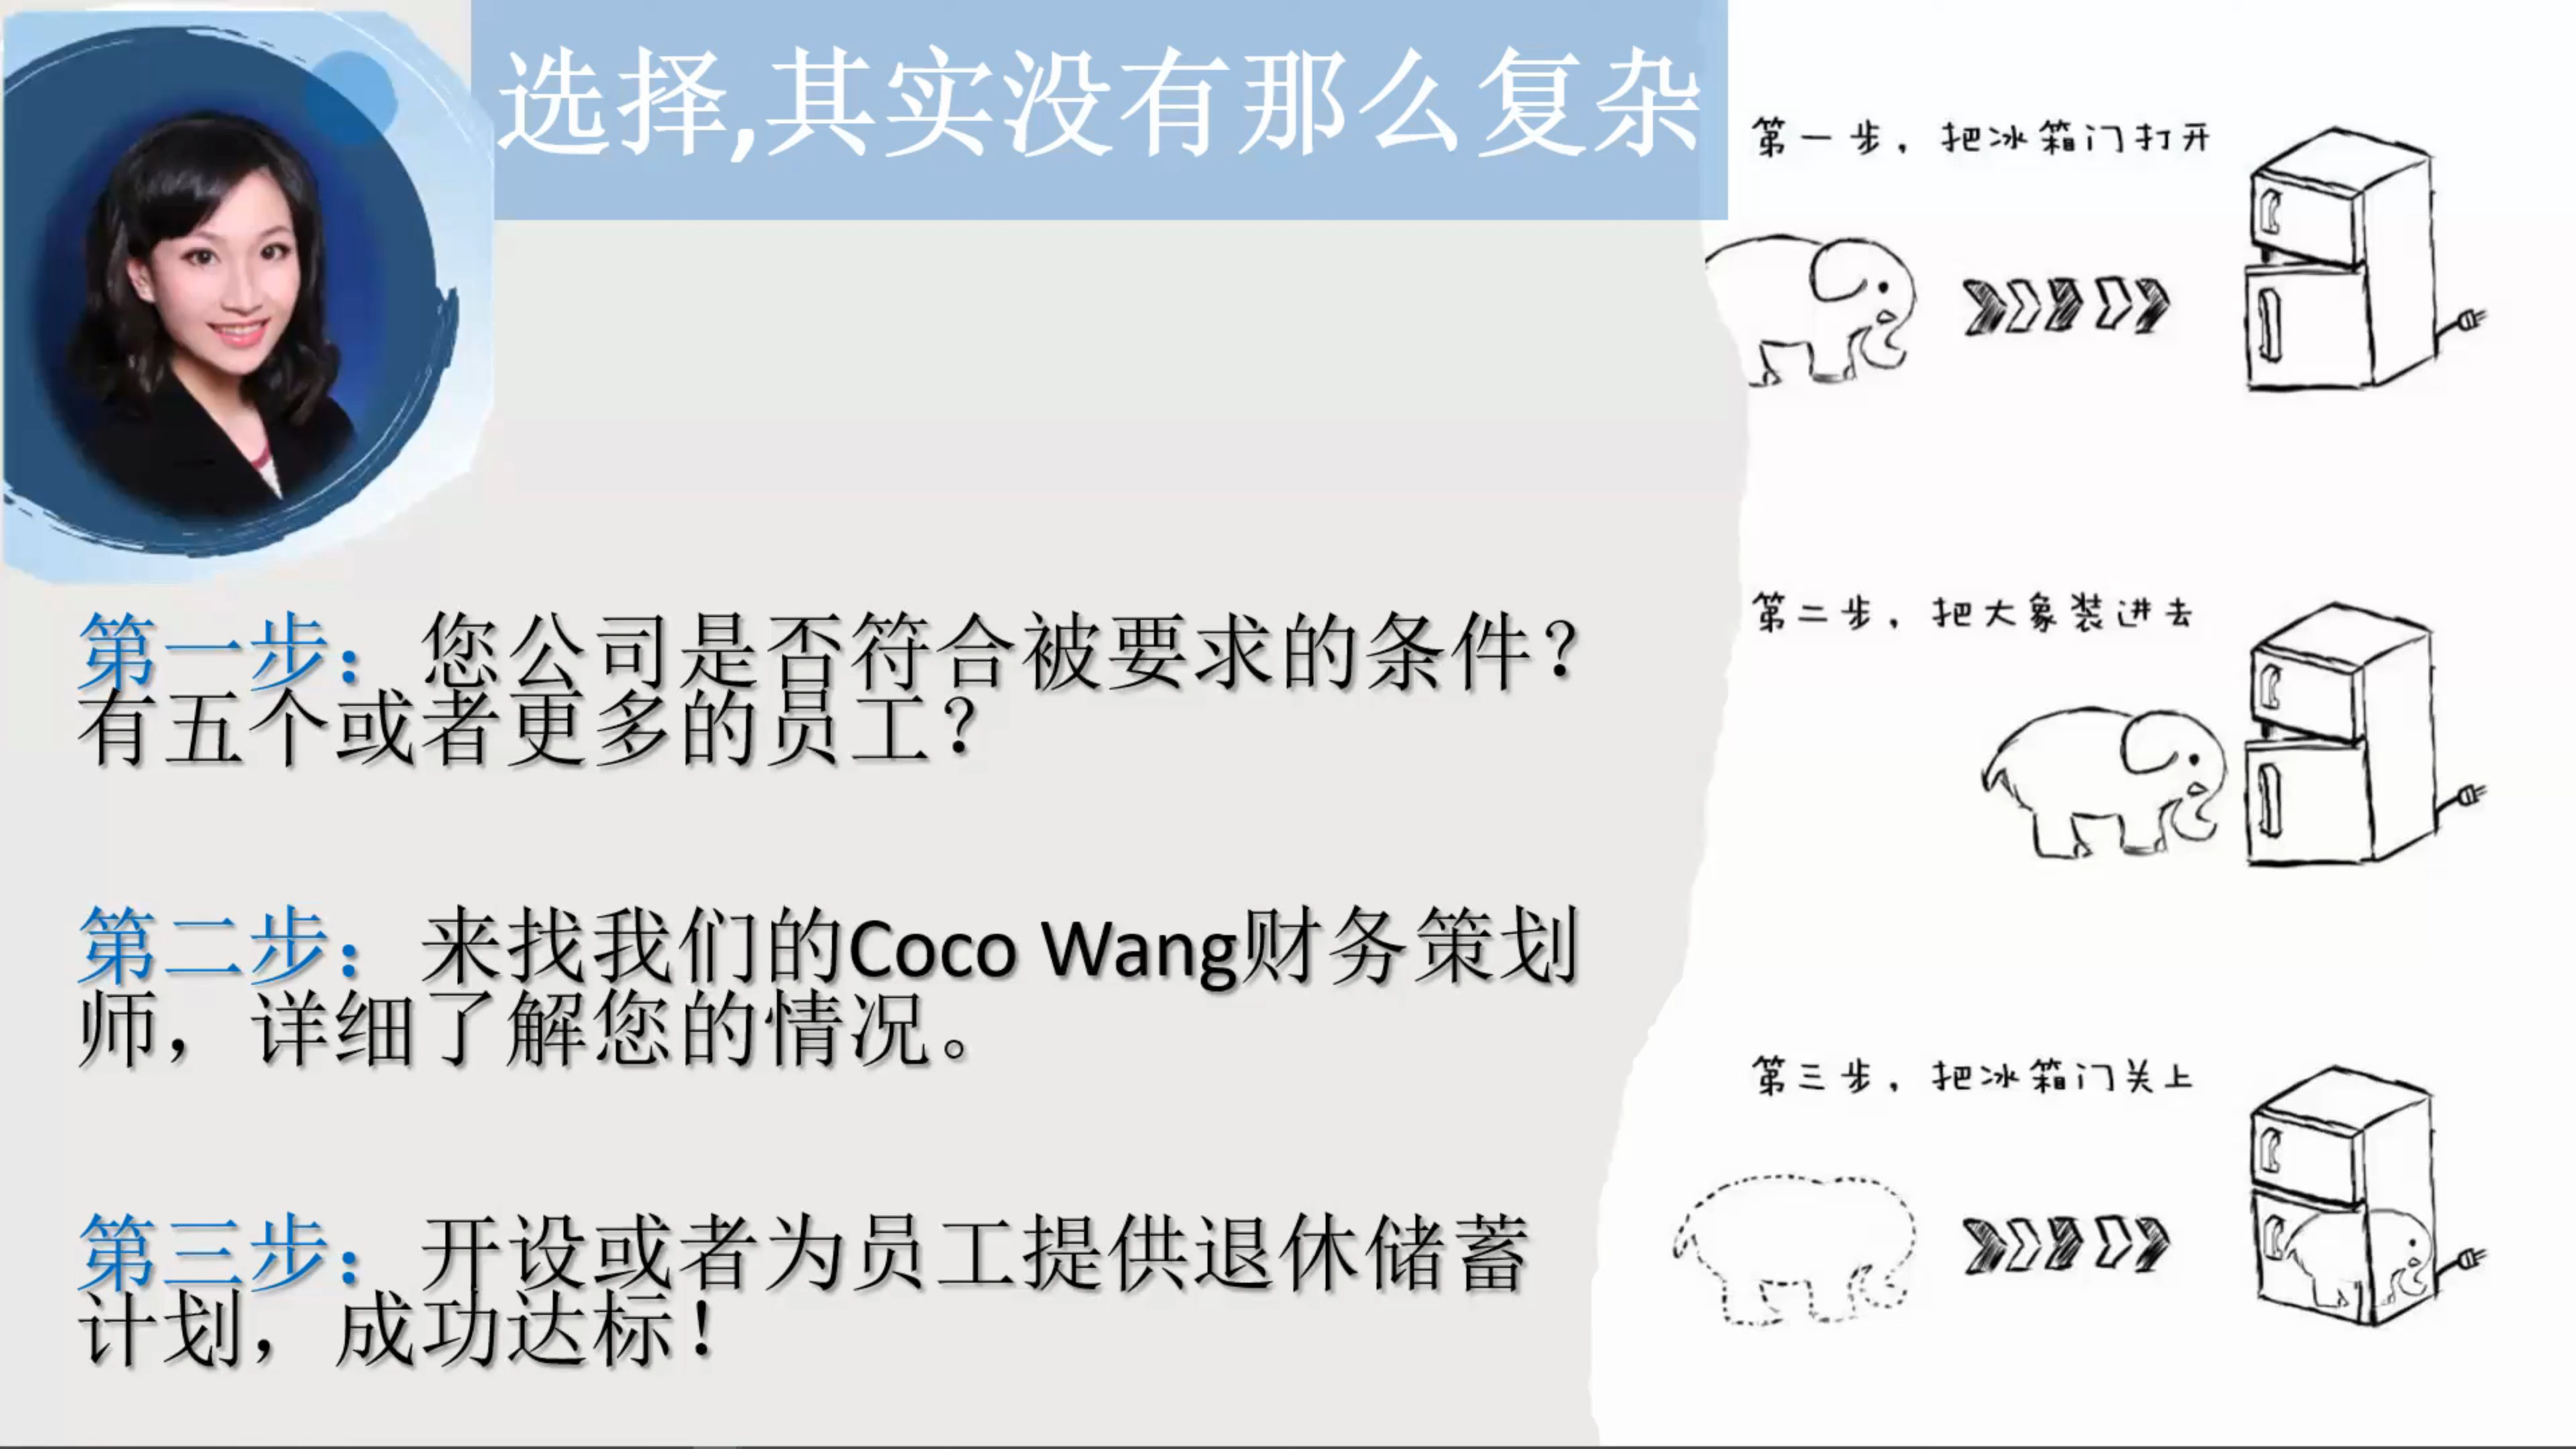 选择,其实没有那么复杂
第一步：您公司是否符合被要求的条件？
有五个或者更多的员工？
第二步：来找我们的Coco Wang财务策划
师，详细了解您的情况。
第三步：开设或者为员工提供退休储蓄
计划，成功达标！
第一步，把冰箱门打开
第二步，把大象装进去
第三步，把冰箱门关上